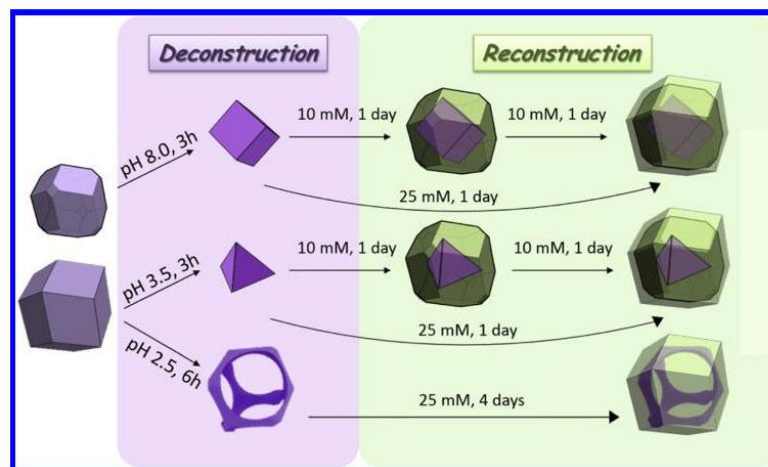 Deconstruction
Reconstruction
pH 8.0, 3h
10 mM, 1 day
10 mM, 1 day
25 mM, 1 day
pH 3.5, 3h
10 mM, 1 day
10 mM, 1 day
25 mM, 1 day
pH 2.5, 6h
25 mM, 4 days